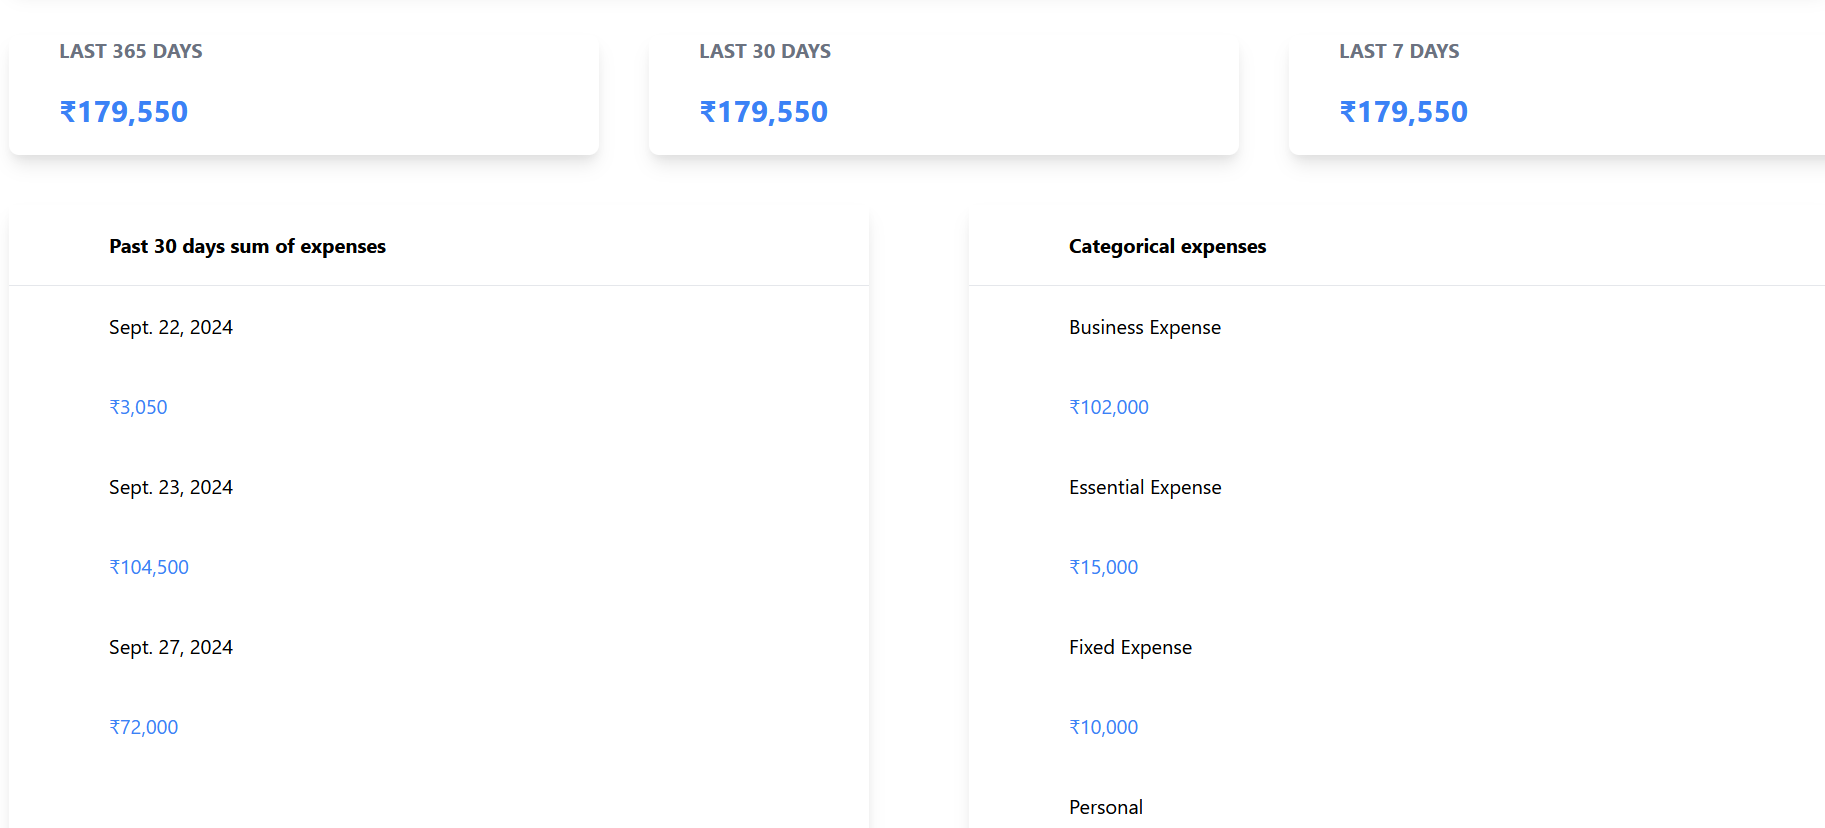 LAST 365 DAYS
₹179,550
LAST 30 DAYS
₹179,550
LAST 7 DAYS
₹179,550
Past 30 days sum of expenses
Sept. 22, 2024
₹3,050
Sept. 23, 2024
₹104,500
Sept. 27, 2024
₹72,000
Categorical expenses
Business Expense
₹102,000
Essential Expense
₹15,000
Fixed Expense
₹10,000
Personal